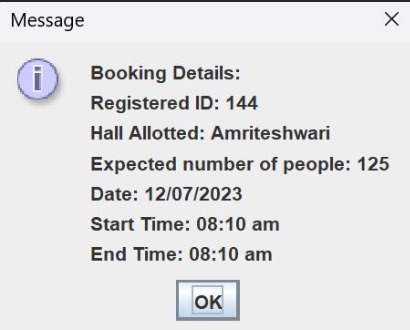 Message
Booking Details:
Registered ID: 144
Hall Allotted: Amriteshwari
Expected number of people: 125
Date: 12/07/2023
Start Time: 08:10 am
End Time: 08:10 am
OK